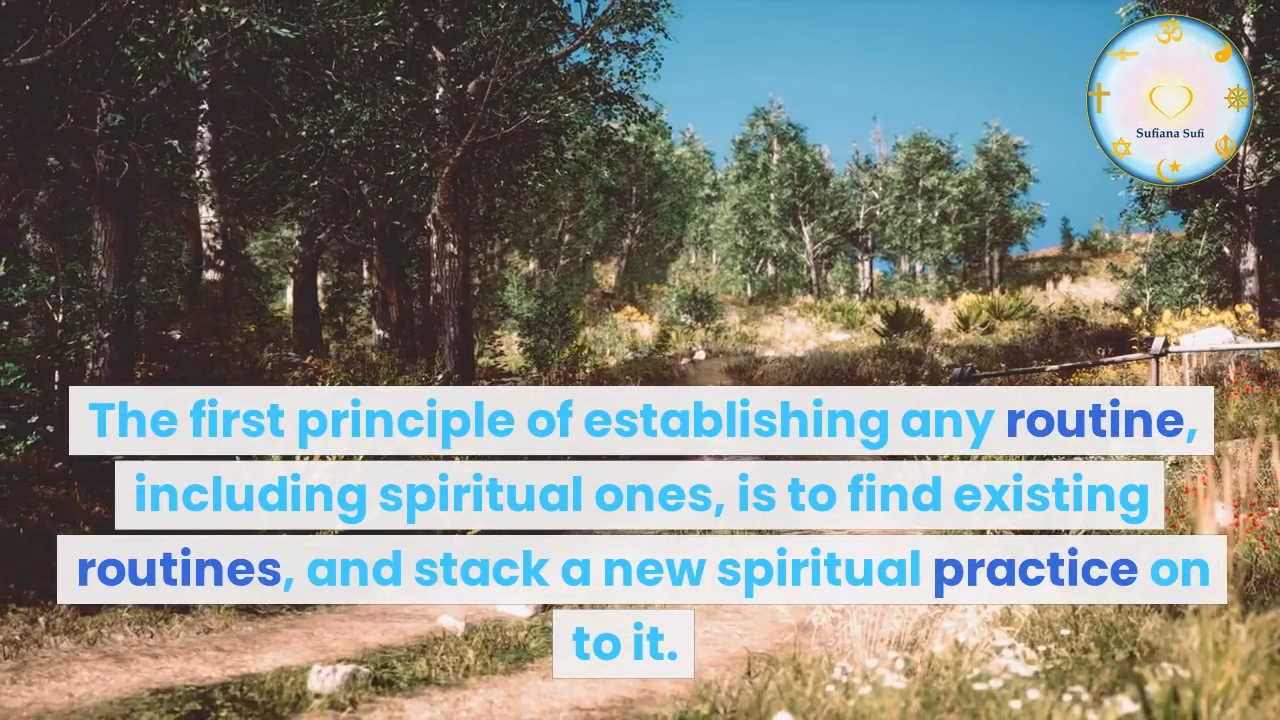 Sufiana Sufi
The first principle of establishing any routine,
including spiritual ones, is to find existing
routines, and stack a new spiritual practice on
to it.